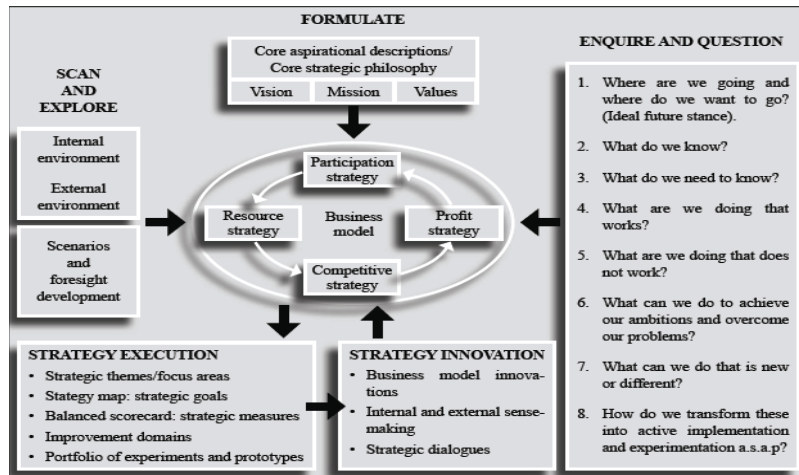 FORMULATE
Core aspirational descriptions/
Core strategic philosophy
Vision
Mission
Values
SCAN
AND
EXPLORE
Internal
environment
External
environment
Scenarios
and
foresight
development
Participation
strategy
Resource
strategy
Business
model
Profit
strategy
Competitive
strategy
ENQUIRE AND QUESTION
1. Where are we going and
where do we want to go?
(Ideal future stance).
2. What do we know?
3. What do we need to know?
4. What are we doing that
works?
5. What are we doing that does
not work?
6. What can we do to achieve
our ambitions and overcome
our problems?
7. What can we do that is new
or different?
8. How do we transform these
into active implementation
and experimentation a.s.a.p?
STRATEGY EXECUTION
• Strategic themes/focus areas
• Stategy map: strategic goals
• Balanced scorecard: strategic measures
• Improvement domains
• Portfolio of experiments and prototypes
STRATEGY INNOVATION
• Business model innova-
tions
• Internal and external sense-
making
• Strategic dialogues